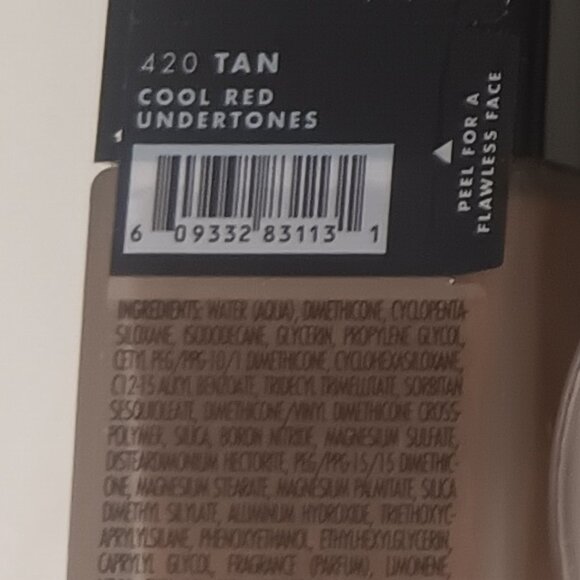 420 TAN
COOL RED
UNDERTONES
PEEL FOR A
FLAWLESS FACE
6 09332 83113 1
INGREDIENTS: WATER (AQUA), DIMETHICONE, CYCLOPENTA-
SILOXANE, ISODODECANE, GLYCERIN, PROPYLENE GLYCOL,
CETYL PEG/PPG-10/1 DIMETHICONE, CYCLOHEXASILOXANE,
C12-15 ALKYL BENZOATE, TRIDECYL TRIMELLITATE, SORBITAN
SESQUIOLEATE, DIMETHICONE/VINYL DIMETHICONE CROSS-
POLYMER, SILICA, BORON NITRIDE, MAGNESIUM SULFATE,
DISTEARDIMONIUM HECTORITE, PEG/PPG-15/15 DIMETHIC-
ONE, MAGNESIUM STEARATE, MAGNESIUM PALMITATE, SILICA
DIMETHYL SILYLATE, ALUMINUM HYDROXIDE, TRIETHOXYC-
APRYLYLSILANE, PHENOXYETHANOL, ETHYLHEXYLGLYCERIN,
CAPRYLYL GLYCOL, FRAGRANCE (PARFUM), LIMONENE,